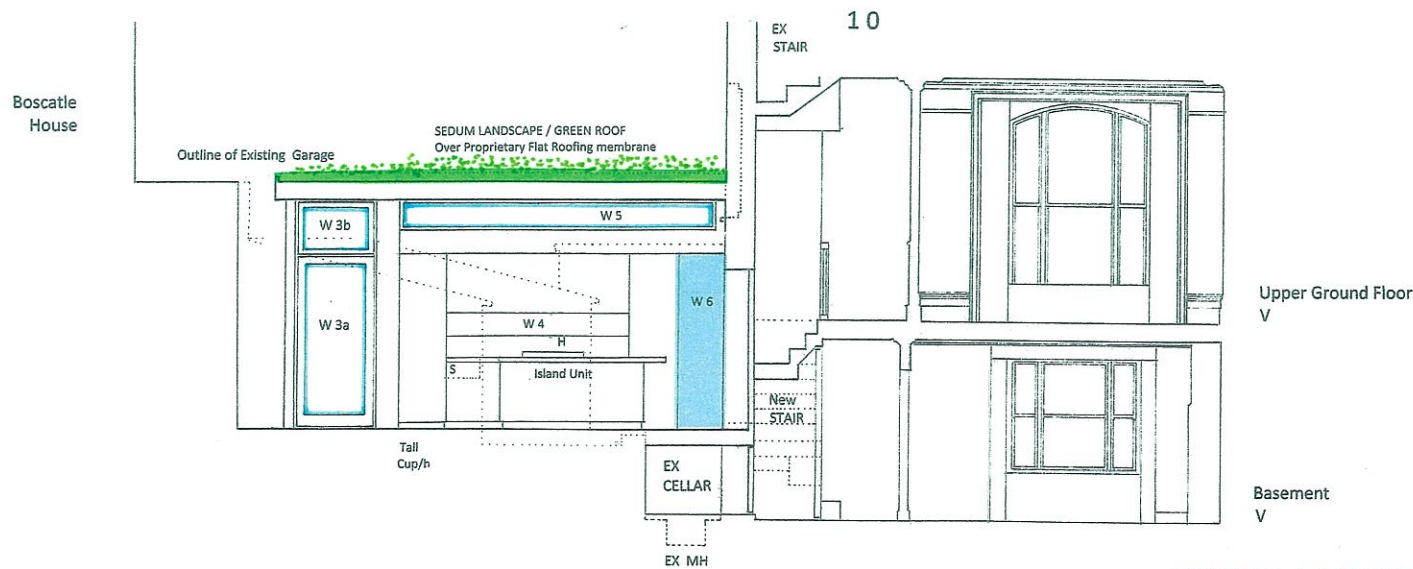 10
EX
STAIR
Boscatle
House
SEDUM LANDSCAPE / GREEN ROOF
Over Proprietary Flat Roofing membrane
Outline of Existing Garage
W 3b
W 5
W 3a
W 6
W 4
H
S
Island Unit
New
STAIR
Tall
Cup/h
EX
CELLAR
EX MH
Upper Ground Floor
V
Basement
V